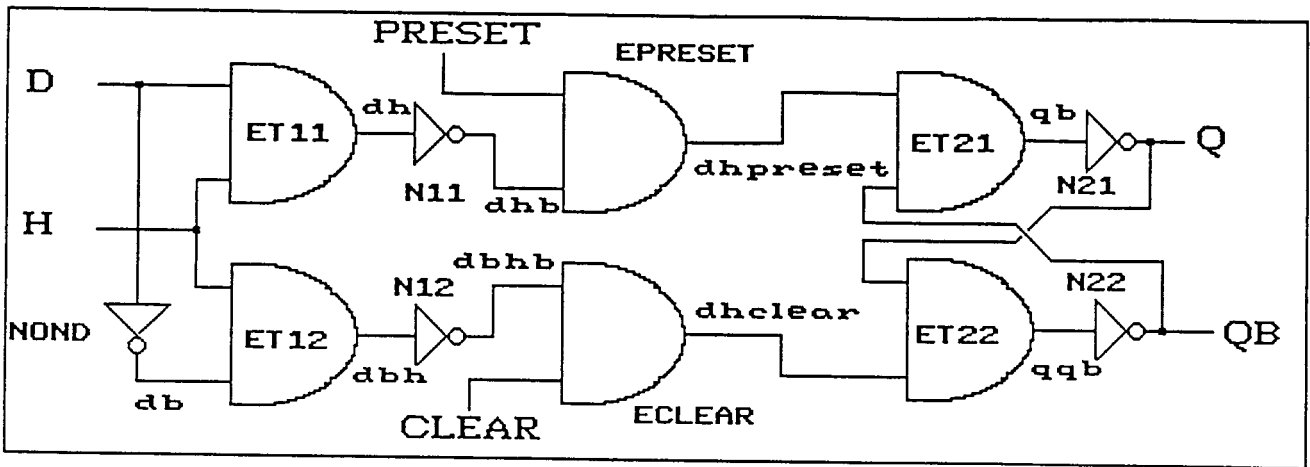 PRESET
EPRESET
D
ET11
dh
N11
dhb
dhpreset
ET21
qb
N21
Q
H
NOND
db
ET12
dbh
N12
dbhb
CLEAR
ECLEAR
dhclear
ET22
qqb
N22
QB